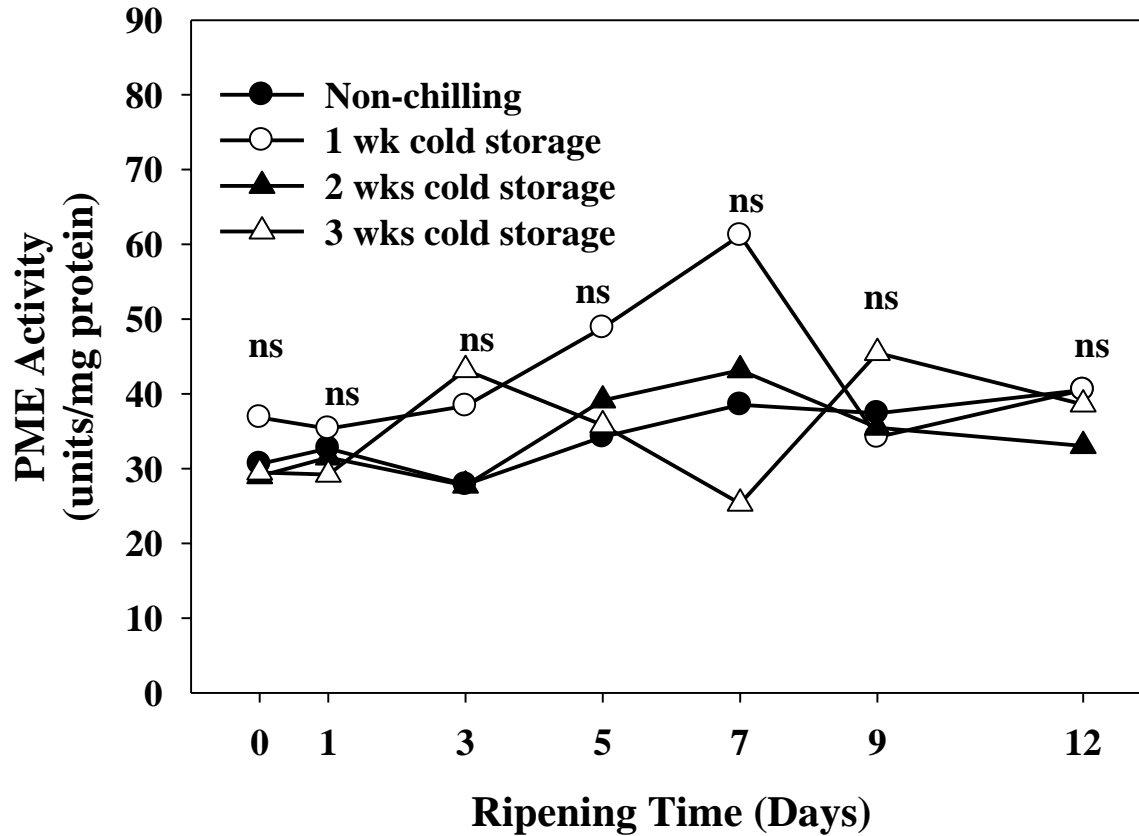 90
80
70
60
50
40
30
20
10
0
PME Activity
(units/mg protein)
Non-chilling
1 wk cold storage
2 wks cold storage
3 wks cold storage
ns
ns
ns
ns
ns
ns
ns
0 1 3 5 7 9 12
Ripening Time (Days)